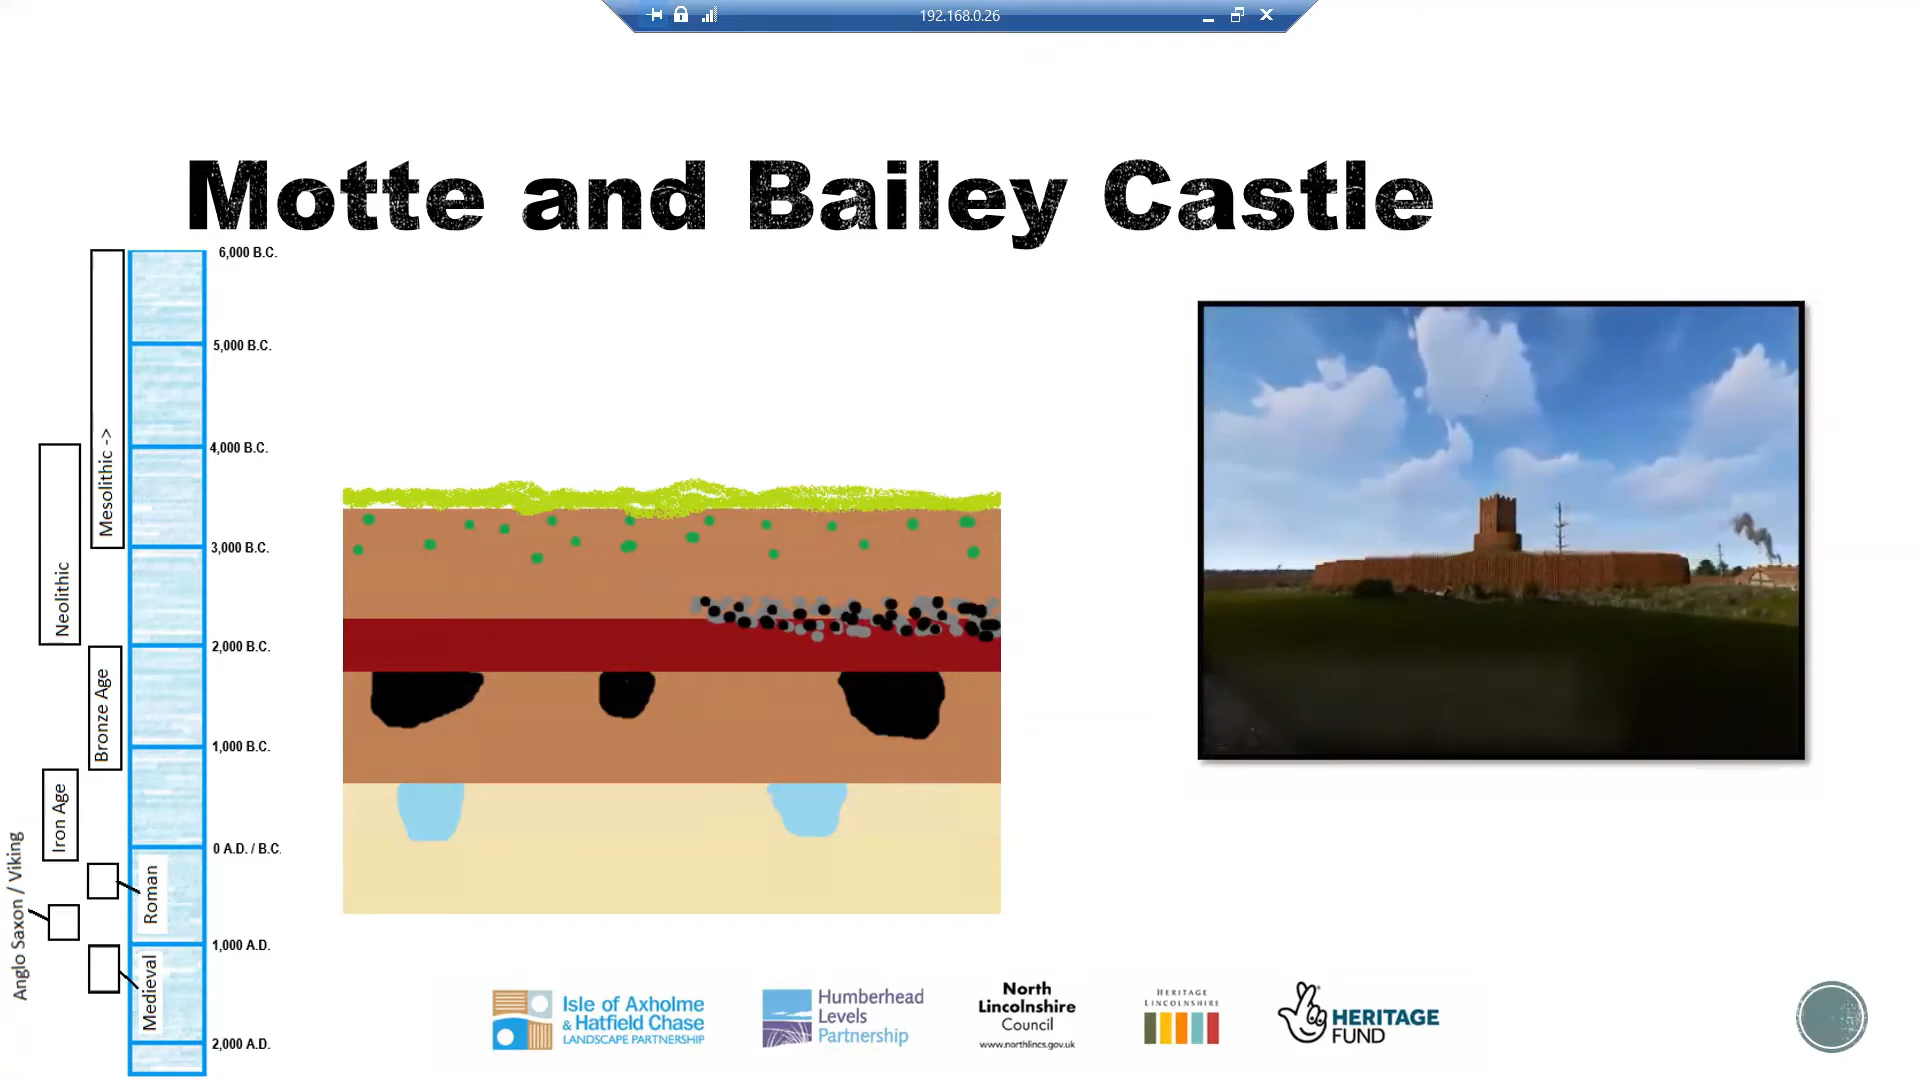 192.168.0.26
Motte and Bailey Castle
6,000 B.C.
5,000 B.C.
4,000 B.C.
3,000 B.C.
2,000 B.C.
1,000 B.C.
0 A.D. / B.C.
1,000 A.D.
2,000 A.D.
Mesolithic ->
Neolithic
Bronze Age
Iron Age
Anglo Saxon / Viking
Roman
Medieval
Isle of Axholme
& Hatfield Chase
LANDSCAPE PARTNERSHIP
Humberhead
Levels
Partnership
North
Lincolnshire
Council
www.northlincs.gov.uk
HERITAGE
LINCOLNSHIRE
HERITAGE
FUND